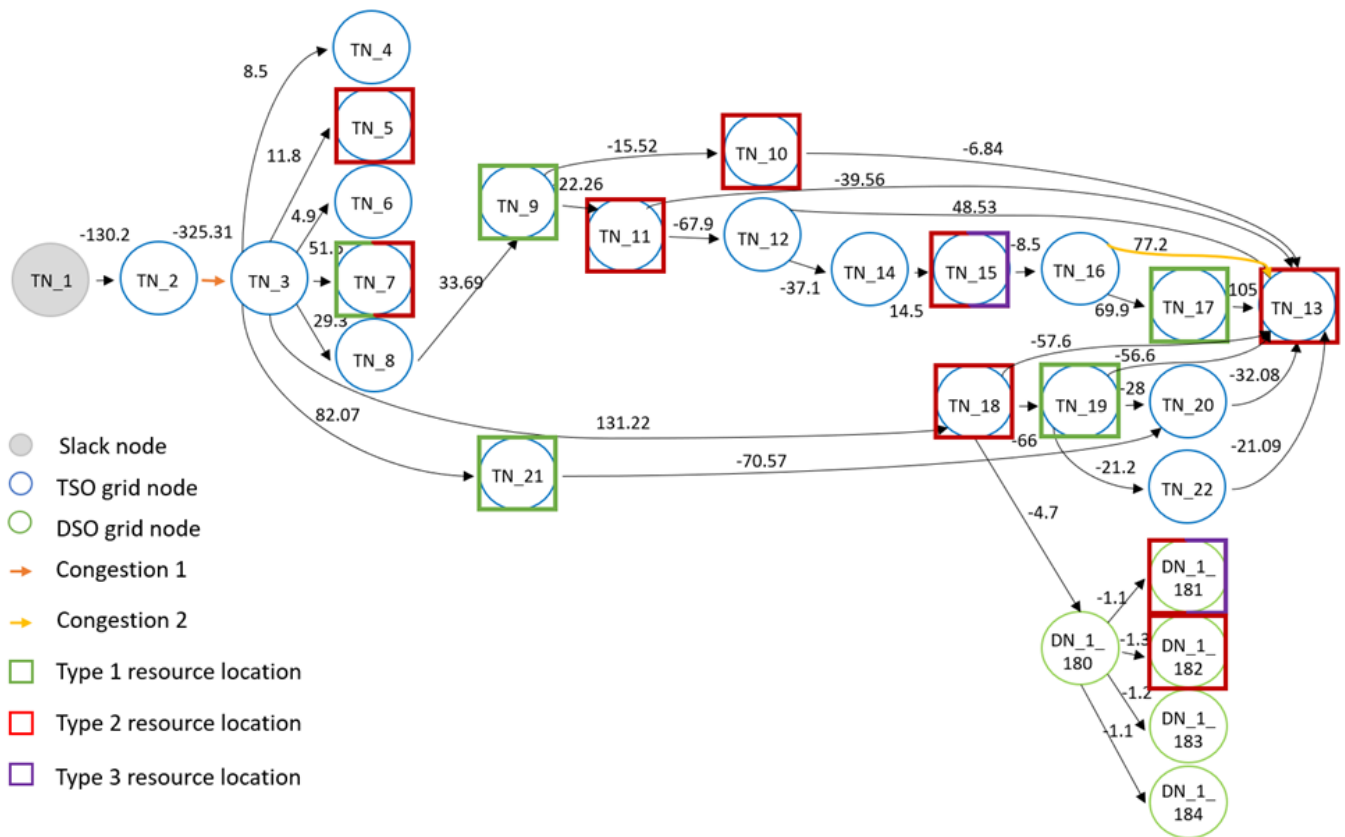 TN_4
8.5
TN_5
11.8
TN_6
4.9
-130.2
-325.31
TN_1
TN_2
TN_3
51.5
TN_7
29.3
TN_8
33.69
TN_9
-15.52
TN_10
-6.84
22.26
TN_11
-39.56
-67.9
TN_12
48.53
-37.1
TN_14
14.5
TN_15
-8.5
TN_16
77.2
69.9
TN_17
105
TN_13
-57.6
-56.6
TN_18
-66
TN_19
-28
TN_20
-32.08
82.07
131.22
TN_21
-70.57
-21.2
TN_22
-21.09
-4.7
DN_1_
180
-1.1
DN_1_
181
-1.3
DN_1_
182
-1.2
DN_1_
183
-1.1
DN_1_
184
Slack node
TSO grid node
DSO grid node
Congestion 1
Congestion 2
Type 1 resource location
Type 2 resource location
Type 3 resource location